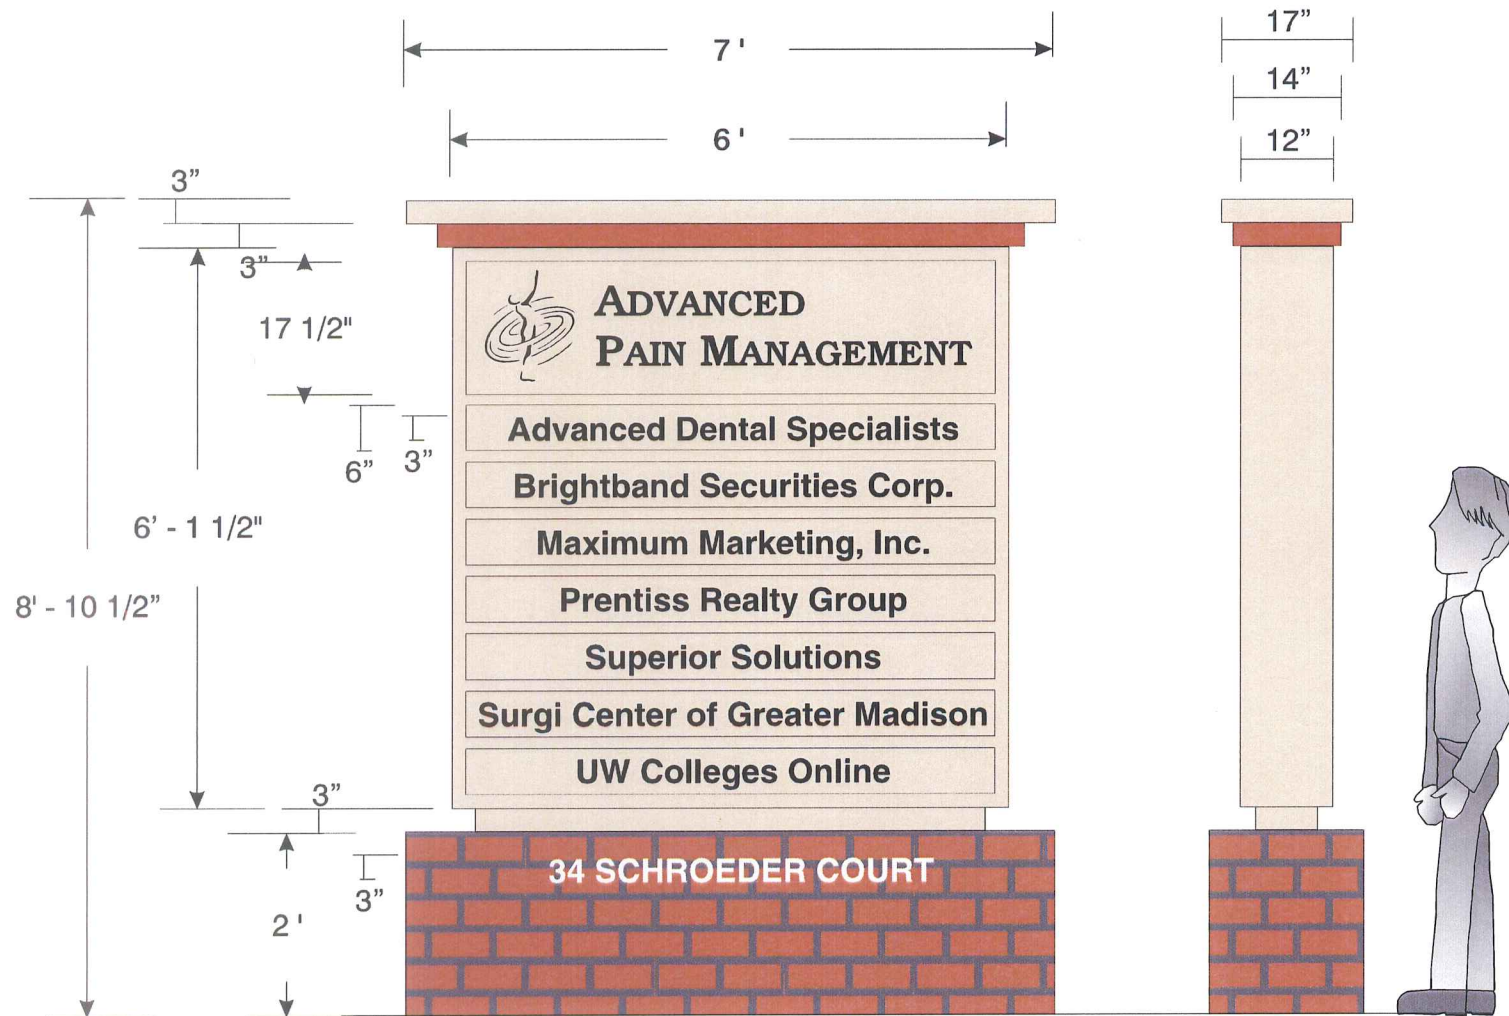 7'
6'
17”
14”
12”
3”
3”
17 1/2"
6”
3”
6’ - 1 1/2"
8' - 10 1/2”
3”
3”
2'
ADVANCED
PAIN MANAGEMENT
Advanced Dental Specialists
Brightband Securities Corp.
Maximum Marketing, Inc.
Prentiss Realty Group
Superior Solutions
Surgi Center of Greater Madison
UW Colleges Online
34 SCHROEDER COURT